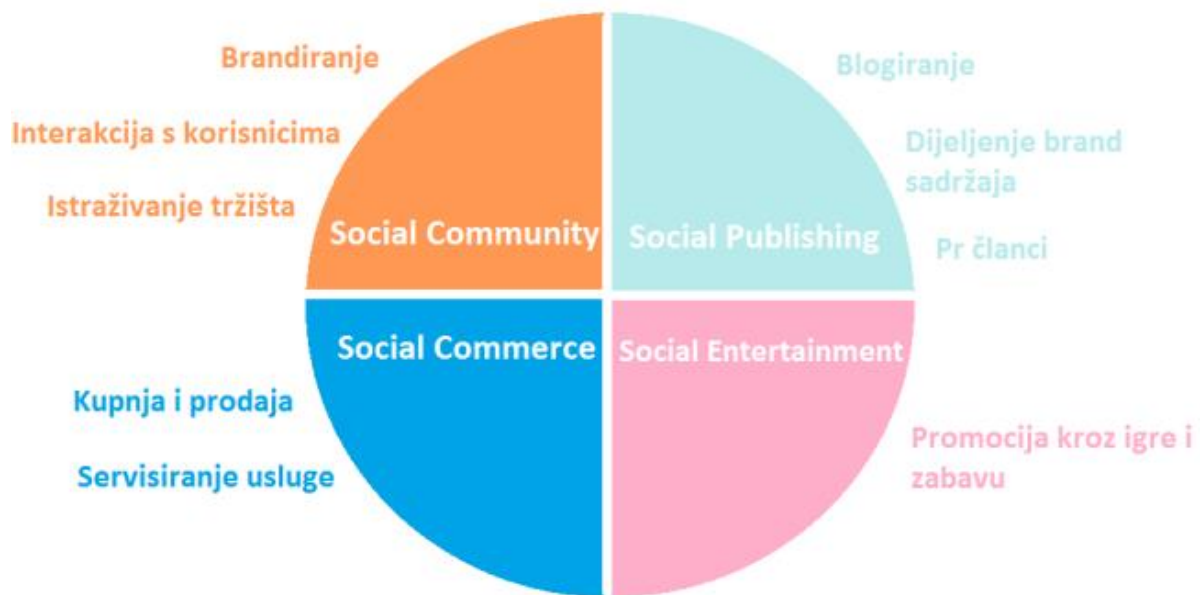 Brandiranje
Interakcija s korisnicima
Istraživanje tržišta
Social Community
Blogiranje
Dijeljenje brand
sadržaja
Pr članci
Social Publishing
Social Commerce
Kupnja i prodaja
Servisiranje usluge
Social Entertainment
Promocija kroz igre i
zabavu